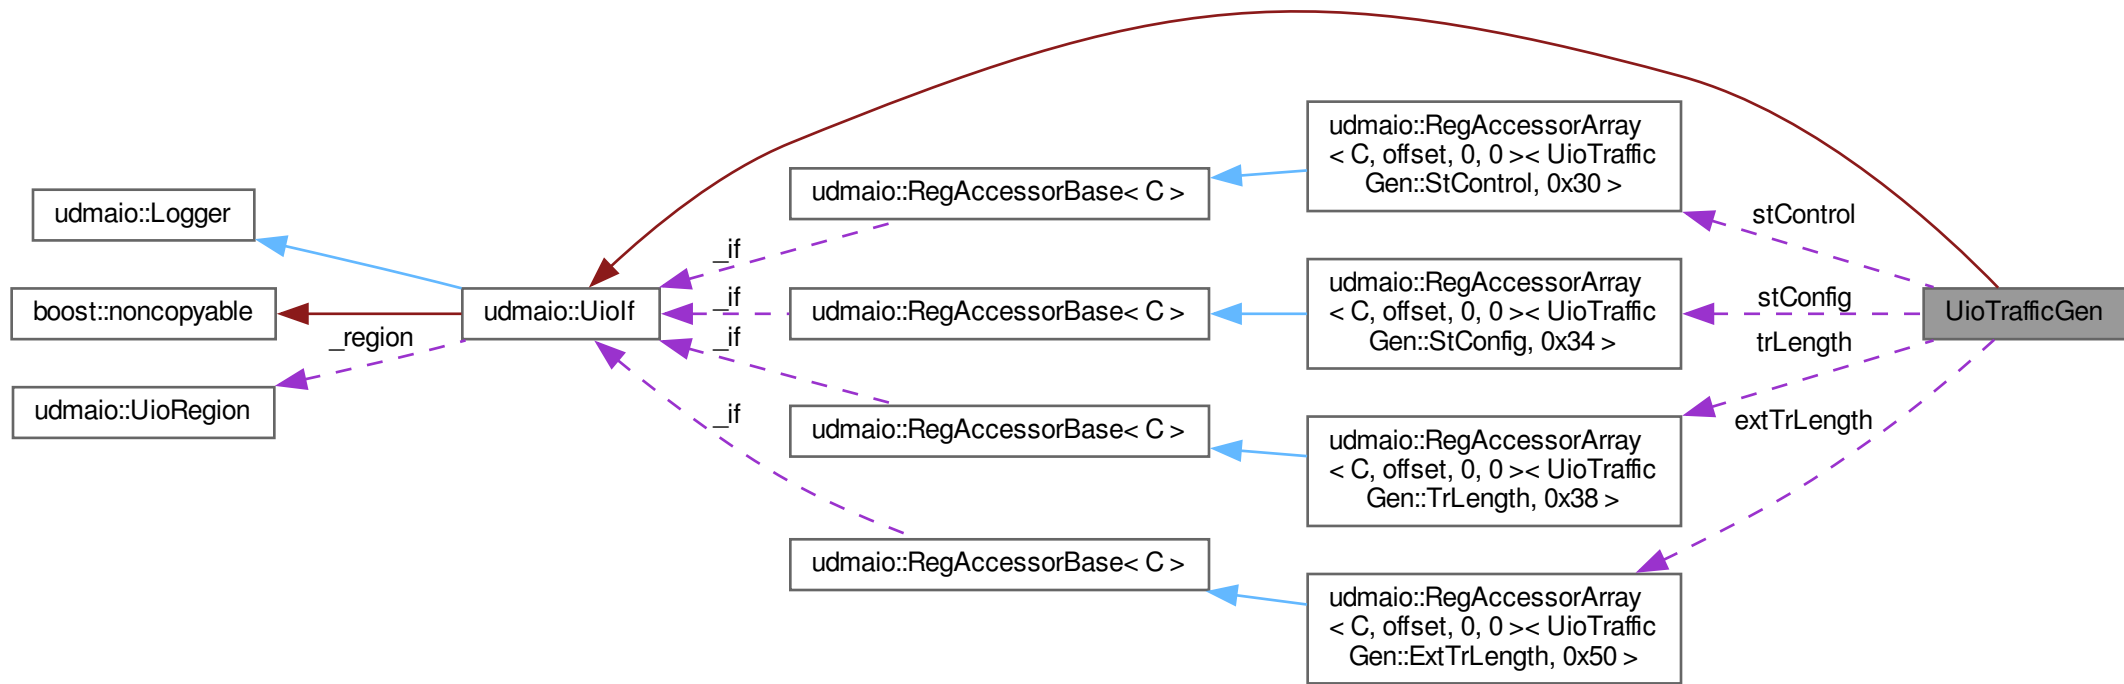 udmaio::Logger
boost::noncopyable
_region
udmaio::UioRegion
udmaio::UioIf
_if
_if
_if
_if
udmaio::RegAccessorBase< C >
udmaio::RegAccessorBase< C >
udmaio::RegAccessorBase< C >
udmaio::RegAccessorBase< C >
udmaio::RegAccessorArray
< C, offset, 0, 0 >< UioTraffic
Gen::StControl, 0x30 >
udmaio::RegAccessorArray
< C, offset, 0, 0 >< UioTraffic
Gen::StConfig, 0x34 >
udmaio::RegAccessorArray
< C, offset, 0, 0 >< UioTraffic
Gen::TrLength, 0x38 >
udmaio::RegAccessorArray
< C, offset, 0, 0 >< UioTraffic
Gen::ExtTrLength, 0x50 >
stControl
stConfig
trLength
extTrLength
UioTrafficGen